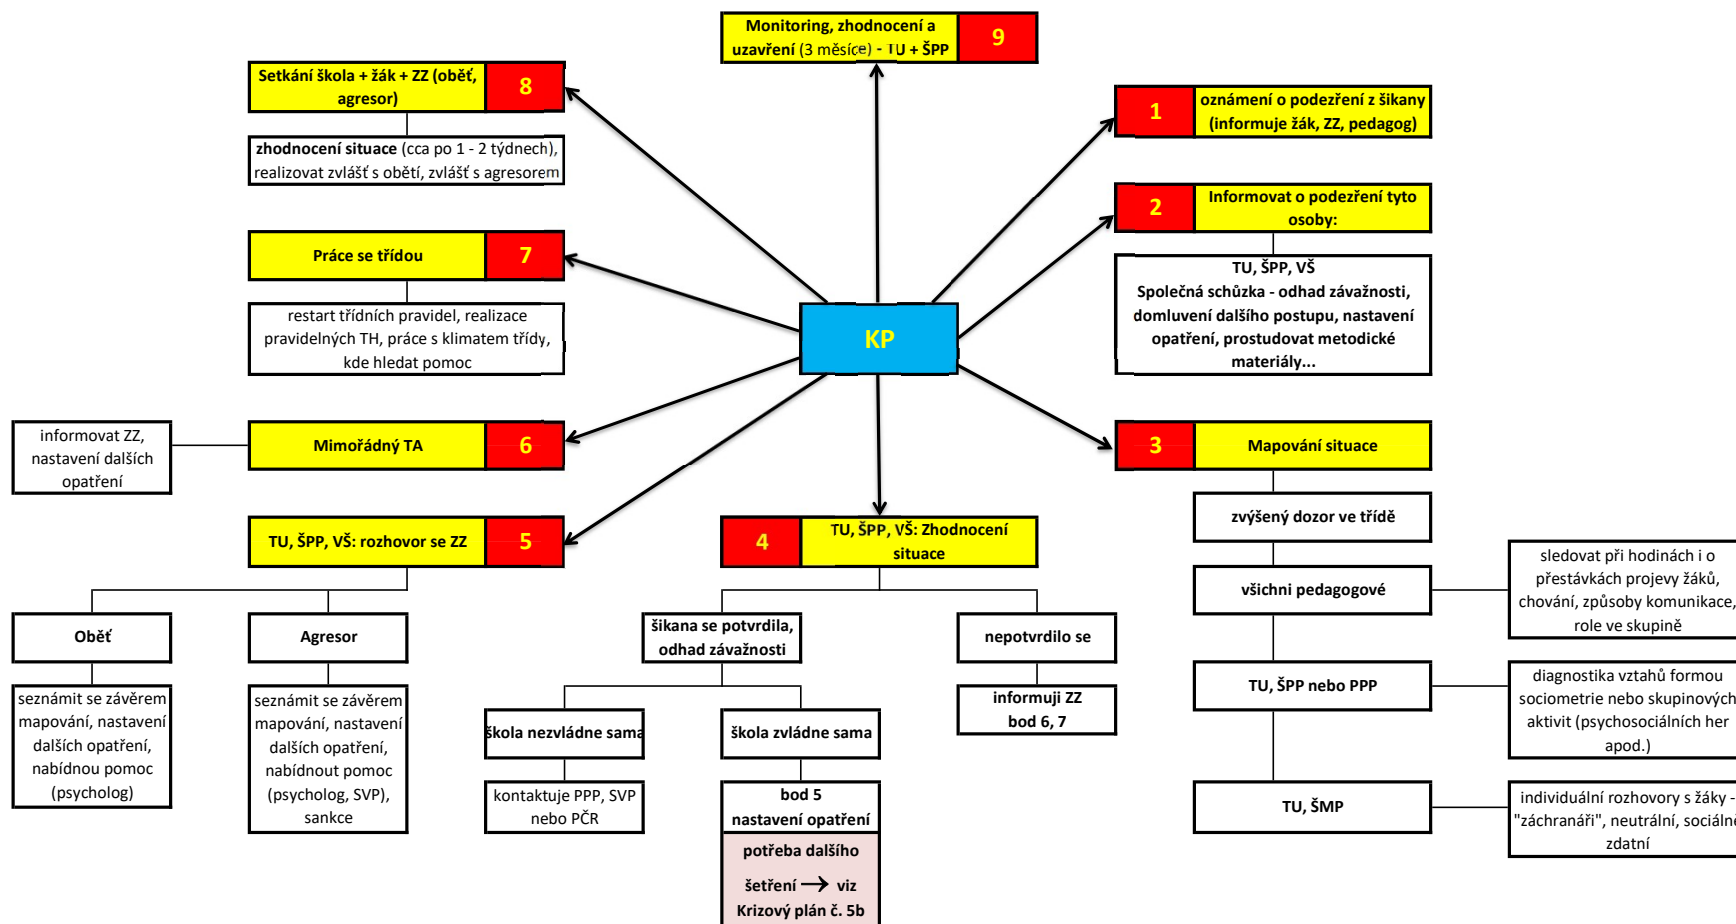 Monitoring, zhodnocení a
uzavření (3 měsíce) - TU + ŠPP
9
Setkání škola + žák + ZZ (oběť,
agresor)
8
zhodnocení situace (cca po 1 - 2 týdnech),
realizovat zvlášť s obětí, zvlášť s agresorem
1
oznámení o podezření z šikany
(informuje žák, ZZ, pedagog)
2
Informovat o podezření tyto
osoby:
TU, ŠPP, VŠ
Společná schůzka - odhad závažnosti,
domluvení dalšího postupu, nastavení
opatření, prostudovat metodické
materiály...
Práce se třídou
7
restart třídních pravidel, realizace
pravidelných TH, práce s klimatem třídy,
kde hledat pomoc
KP
informovat ZZ,
nastavení dalších
opatření
Mimořádný TA
6
3
Mapování situace
zvýšený dozor ve třídě
všichni pedagogové
sledovat při hodinách i o
přestávkách projevy žáků,
chování, způsoby komunikace,
role ve skupině
TU, ŠPP nebo PPP
diagnostika vztahů formou
sociometrie nebo skupinových
aktivit (psychosociálních her
apod.)
TU, ŠMP
individuální rozhovory s žáky -
"záchranáři", neutrální, sociálně
zdatní
TU, ŠPP, VŠ: rozhovor se ZZ
5
Oběť
seznámit se závěrem
mapování, nastavení
dalších opatření,
nabídnou pomoc
(psycholog)
Agresor
seznámit se závěrem
mapování, nastavení
dalších opatření,
nabídnout pomoc
(psycholog, SVP),
sankce
4
TU, ŠPP, VŠ: Zhodnocení
situace
šikana se potvrdila,
odhad závažnosti
nepotvrdilo se
informuji ZZ
bod 6, 7
škola nezvládne sama
kontaktuje PPP, SVP
nebo PČR
škola zvládne sama
bod 5
nastavení opatření
potřeba dalšího
šetření → viz
Krizový plán č. 5b